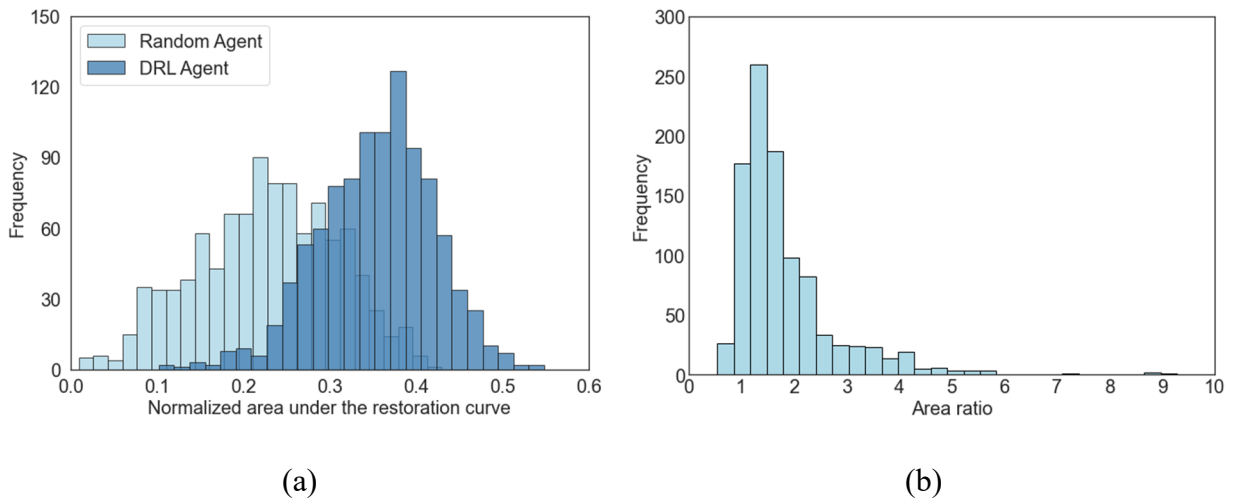 150
120
90
60
30
0
Frequency
Random Agent
DRL Agent
0.0 0.1 0.2 0.3 0.4 0.5 0.6
Normalized area under the restoration curve
(a)
300
250
200
150
100
50
0
Frequency
0 1 2 3 4 5 6 7 8 9 10
Area ratio
(b)